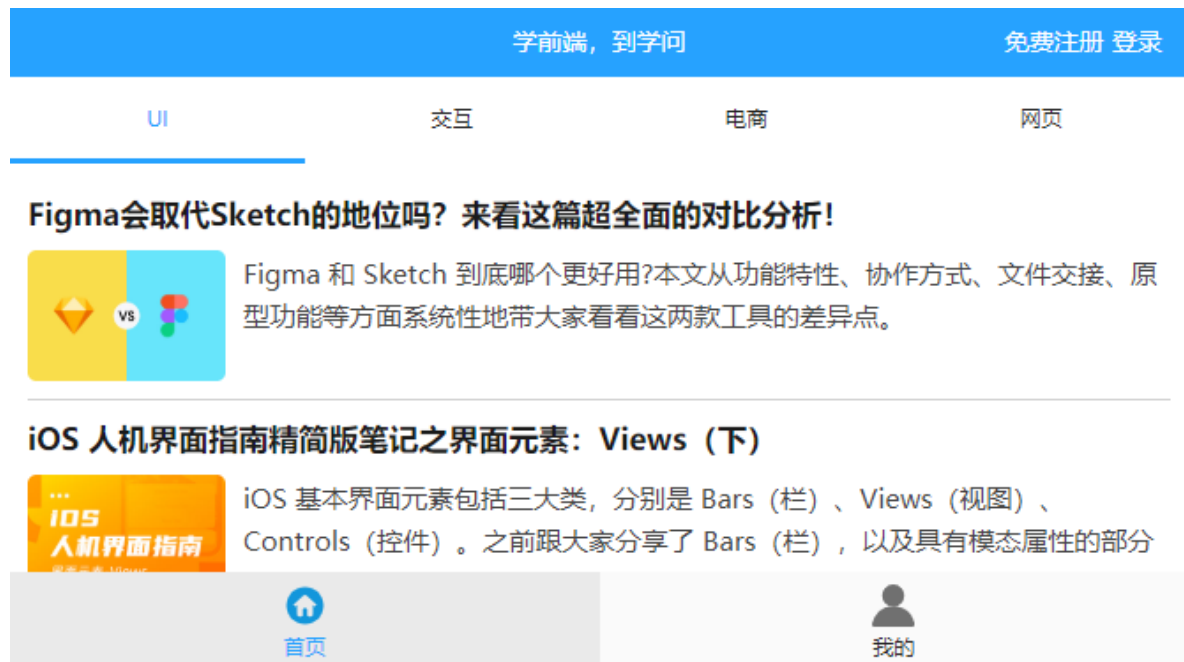 学前端，到学问
免费注册 登录
UI 交互 电商 网页
Figma会取代Sketch的地位吗？来看这篇超全面的对比分析！
VS
Figma 和 Sketch 到底哪个更好用?本文从功能特性、协作方式、文件交接、原
型功能等方面系统性地带大家看看这两款工具的差异点。
iOS 人机界面指南精简版笔记之界面元素：Views（下）
iOS
人机界面指南
iOS 基本界面元素包括三大类，分别是 Bars（栏）、Views（视图）、
Controls（控件）。之前跟大家分享了 Bars（栏），以及具有模态属性的部分
首页 我的